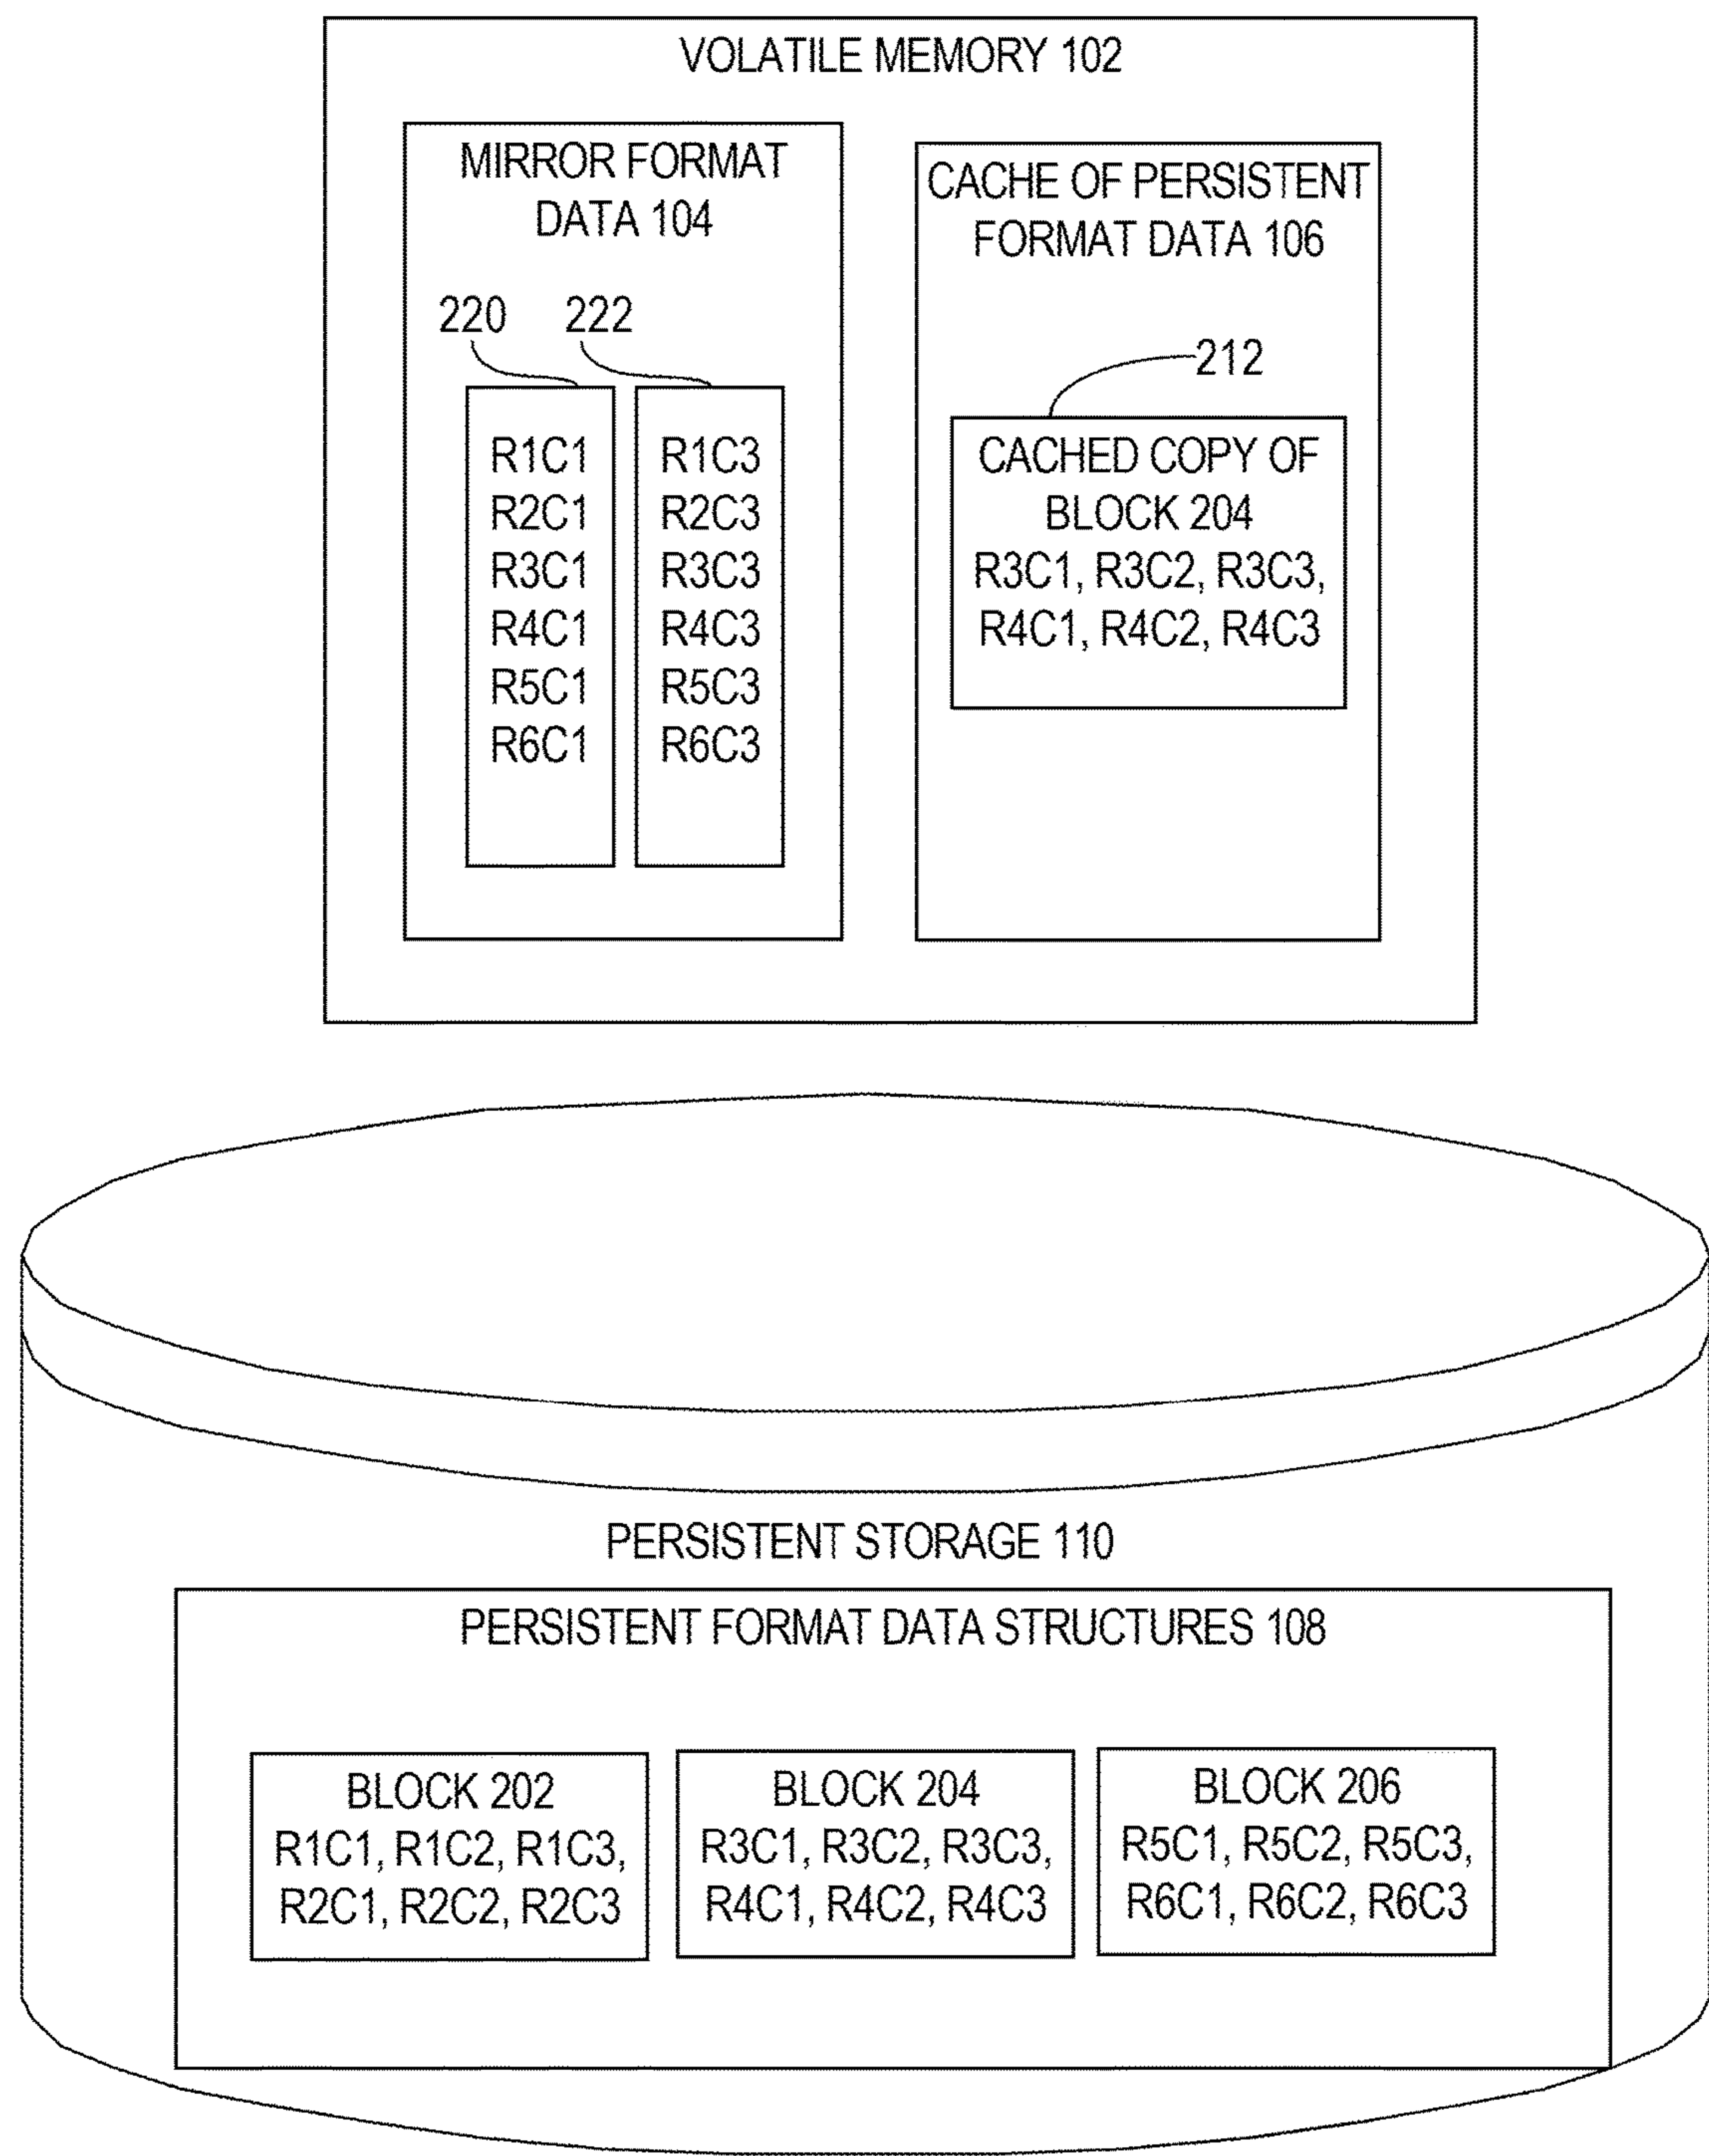 VOLATILE MEMORY 102
MIRROR FORMAT
DATA 104
220
222
R1C1
R2C1
R3C1
R4C1
R5C1
R6C1
R1C3
R2C3
R3C3
R4C3
R5C3
R6C3
CACHE OF PERSISTENT
FORMAT DATA 106
212
CACHED COPY OF
BLOCK 204
R3C1, R3C2, R3C3,
R4C1, R4C2, R4C3
PERSISTENT STORAGE 110
PERSISTENT FORMAT DATA STRUCTURES 108
BLOCK 202
R1C1, R1C2, R1C3,
R2C1, R2C2, R2C3
BLOCK 204
R3C1, R3C2, R3C3,
R4C1, R4C2, R4C3
BLOCK 206
R5C1, R5C2, R5C3,
R6C1, R6C2, R6C3